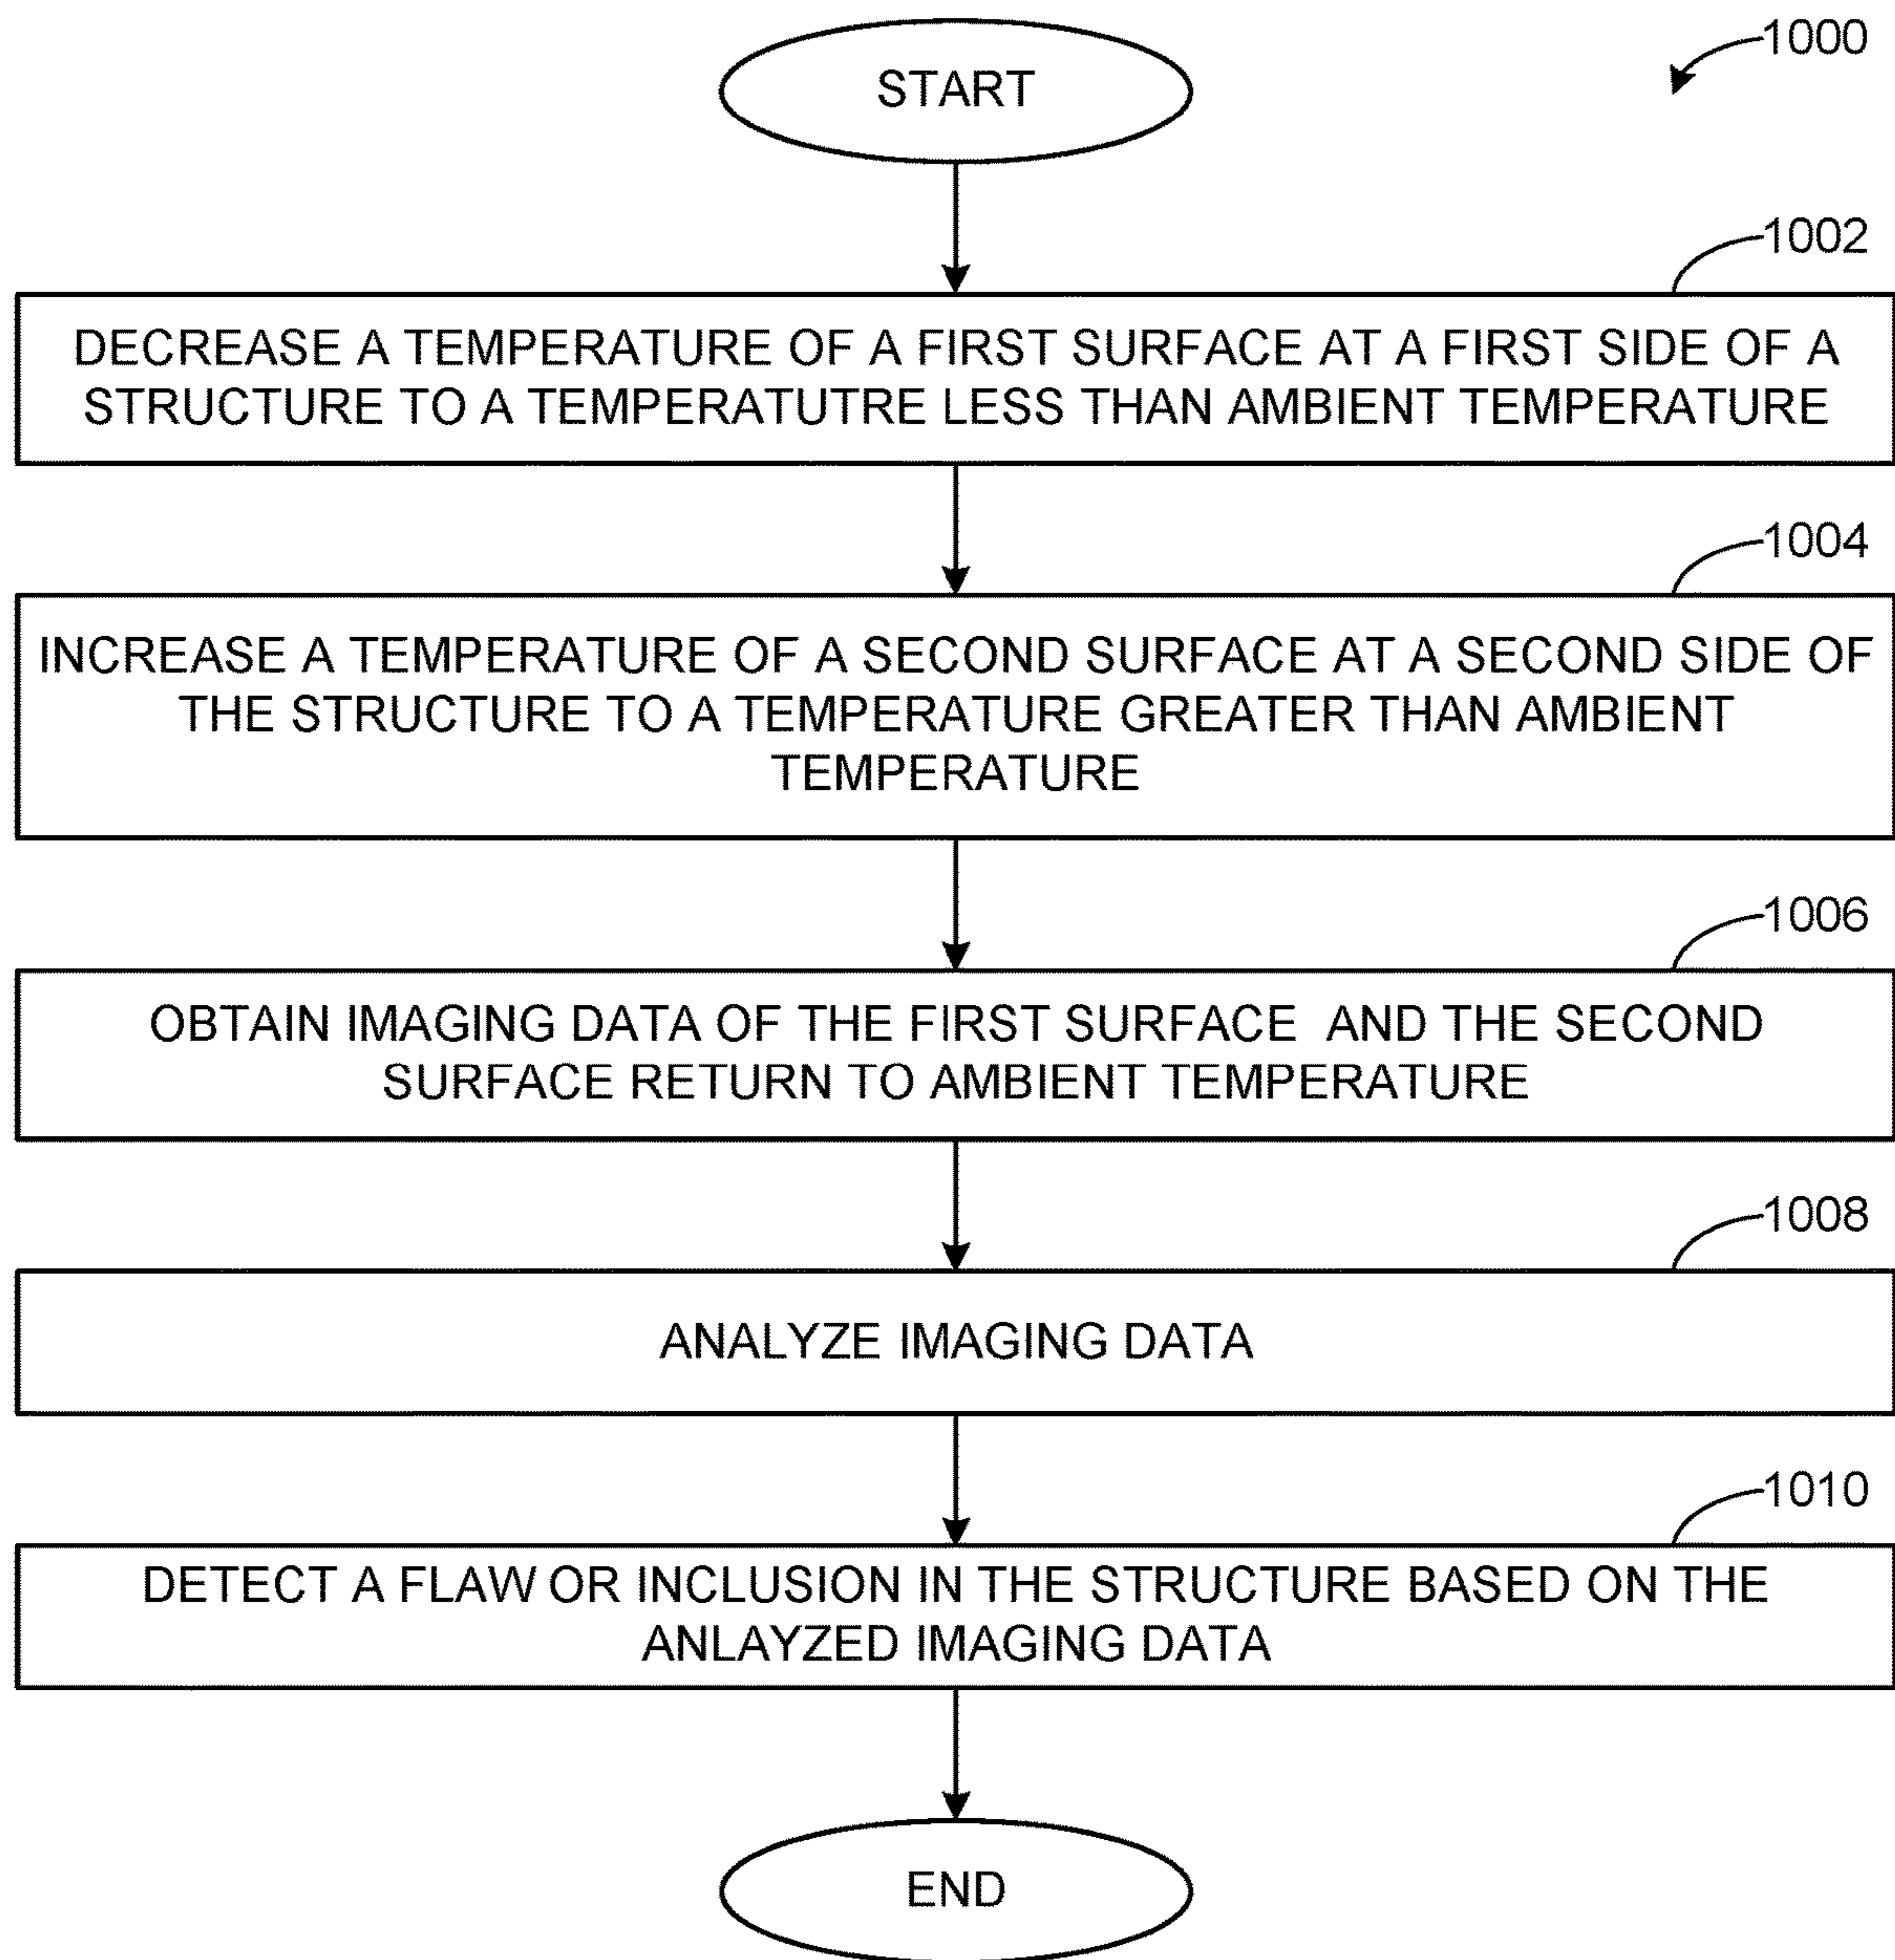 START
1000
1002
DECREASE A TEMPERATURE OF A FIRST SURFACE AT A FIRST SIDE OF A
STRUCTURE TO A TEMPERATUTRE LESS THAN AMBIENT TEMPERATURE
1004
INCREASE A TEMPERATURE OF A SECOND SURFACE AT A SECOND SIDE OF
THE STRUCTURE TO A TEMPERATURE GREATER THAN AMBIENT
TEMPERATURE
1006
OBTAIN IMAGING DATA OF THE FIRST SURFACE  AND THE SECOND
SURFACE RETURN TO AMBIENT TEMPERATURE
1008
ANALYZE IMAGING DATA
1010
DETECT A FLAW OR INCLUSION IN THE STRUCTURE BASED ON THE
ANLAYZED IMAGING DATA
END